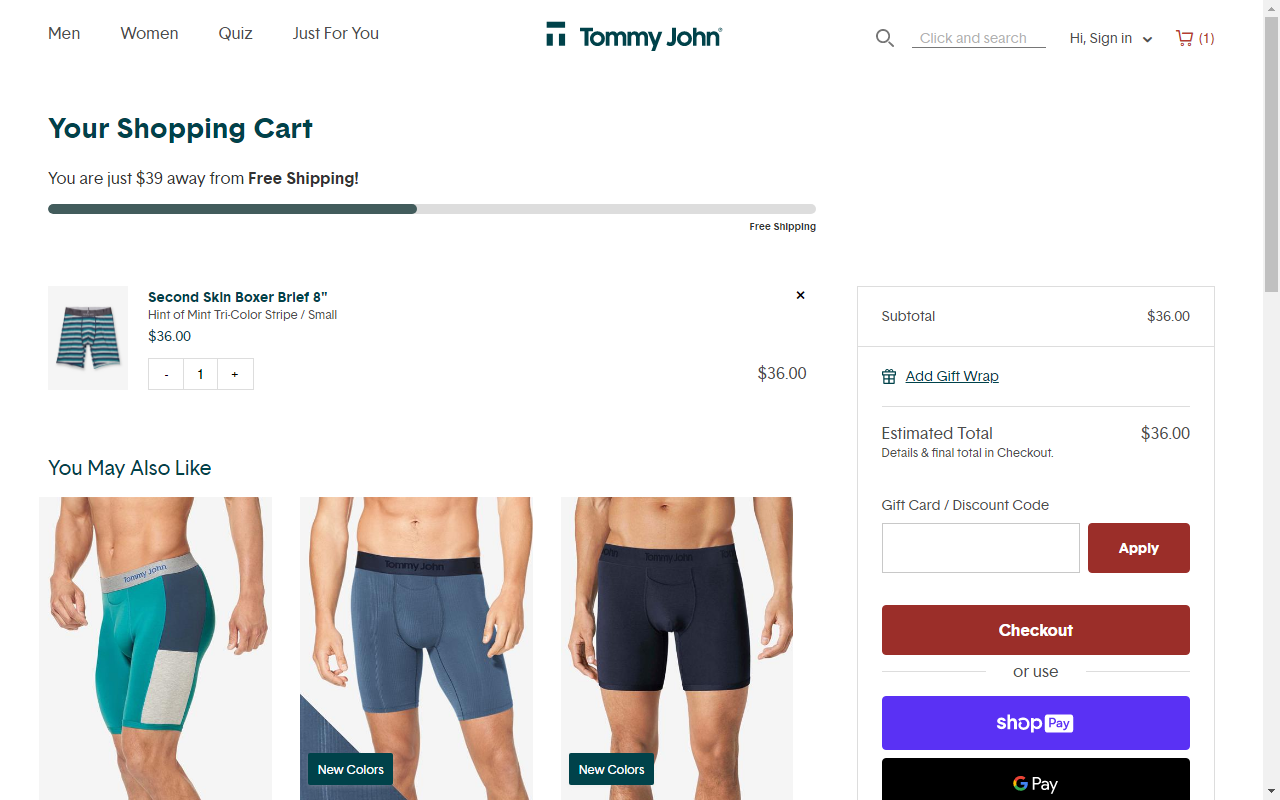 Men
Women
Quiz
Just For You
Tommy John
Click and search
Hi, Sign in
(1)
Your Shopping Cart
You are just $39 away from Free Shipping!
Free Shipping
Second Skin Boxer Brief 8"
Hint of Mint Tri-Color Stripe / Small
$36.00
- 1 +
$36.00
×
Subtotal $36.00
Add Gift Wrap
Estimated Total $36.00
Details & final total in Checkout.
Gift Card / Discount Code
Apply
Checkout
or use
shop Pay
G Pay
You May Also Like
Tommy John
Tommy John
Tommy John
New Colors
New Colors